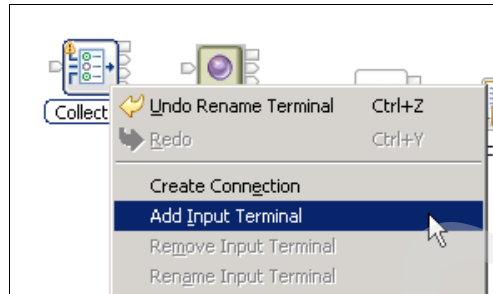 Collect
Undo Rename Terminal Ctrl+Z
Redo Ctrl+Y
Create Connection
Add Input Terminal
Remove Input Terminal
Rename Input Terminal